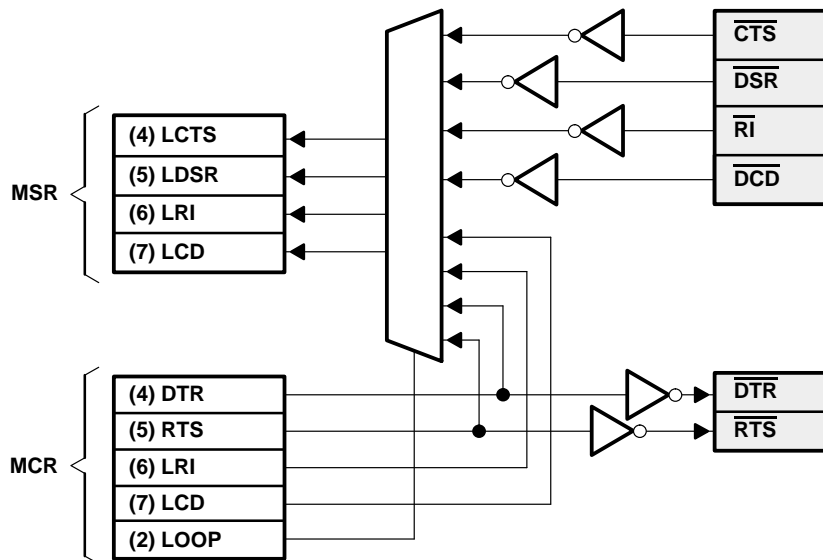 CTS
DSR
RI
DCD
MSR
(4) LCTS
(5) LDSR
(6) LRI
(7) LCD
MCR
(4) DTR
(5) RTS
(6) LRI
(7) LCD
(2) LOOP
DTR
RTS